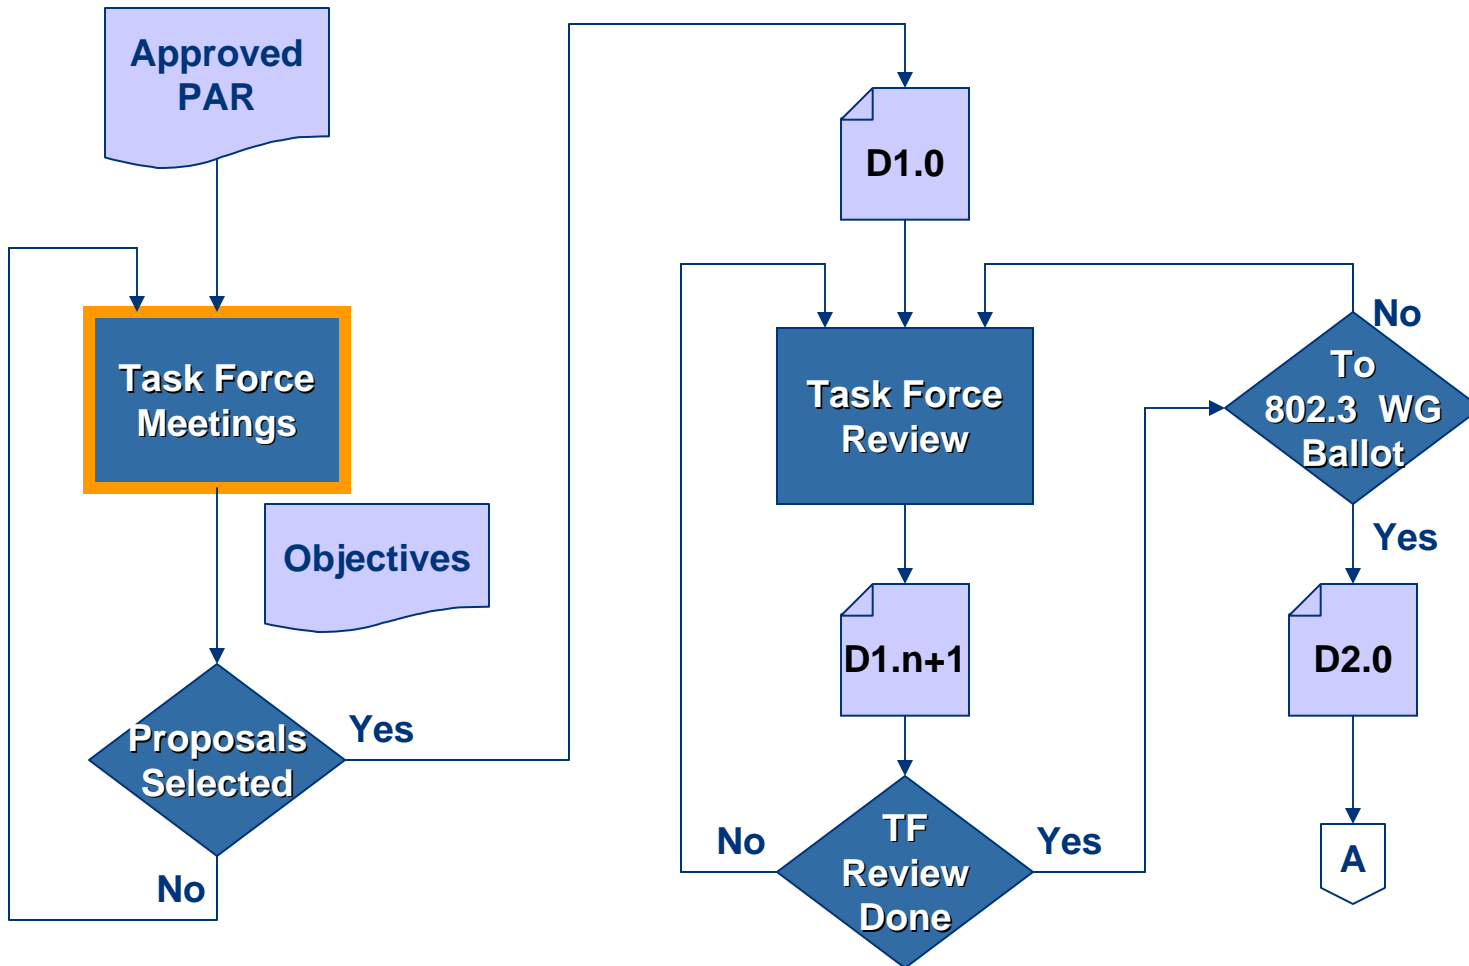 Approved
PAR
Task Force
Meetings
Objectives
Proposals
Selected
Yes
No
D1.0
Task Force
Review
D1.n+1
TF
Review
Done
No
Yes
To
802.3 WG
Ballot
No
Yes
D2.0
A